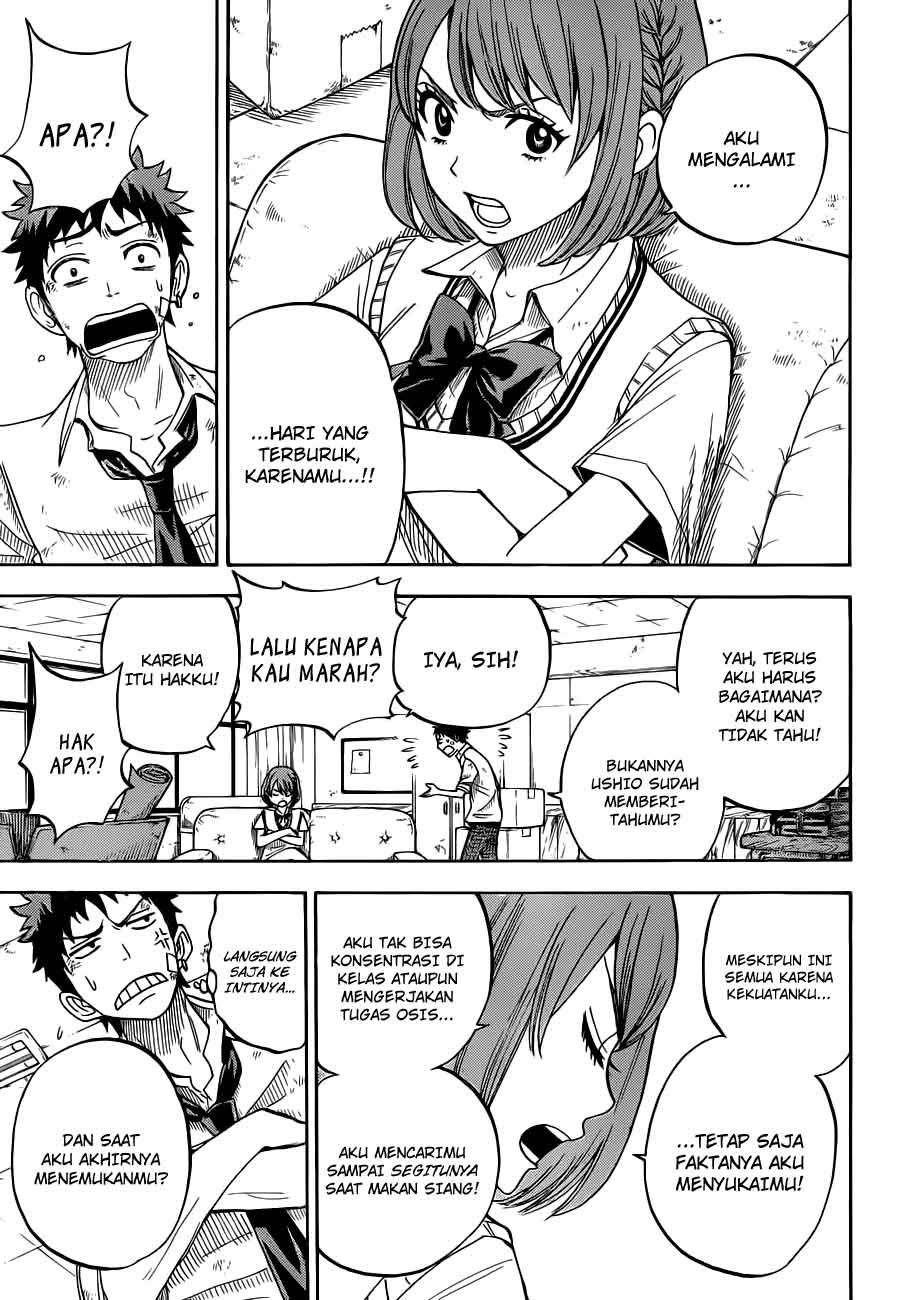 AKU
MENGALAMI
...
...HARI YANG
TERBURUK,
KARENAMU...!!
APA?!
YAH, TERUS
AKU HARUS
BAGAIMANA?
AKU KAN
TIDAK TAHU!
BUKANNYA
USHIO SUDAH
MEMBERI-
TAHUMU?
IYA, SIH!
LALU KENAPA
KAU MARAH?
KARENA
ITU HAKKU!
HAK
APA?!
MESKIPUN INI
SEMUA KARENA
KEKUATANKU...
...TETAP SAJA
FAKTANYA AKU
MENYUKAIMU!
AKU TAK BISA
KONSENTRASI DI
KELAS ATAUPUN
MENGERJAKAN
TUGAS OSIS...
AKU MENCARIMU
SAMPAI SEGITUNYA
SAAT MAKAN SIANG!
LANGSUNG
SAJA KE
INTINYA...
DAN SAAT
AKU AKHIRNYA
MENEMUKANMU?